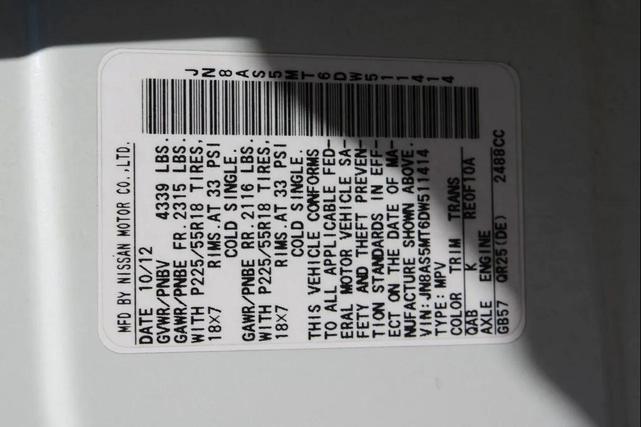 MFD BY NISSAN MOTOR CO.,LTD.
DATE 10/12
GVWR/PNBV 4339 LBS.
GAWR/PNBE FR.2315 LBS.
WITH P225/55R18 TIRES,
18X7 RIMS.AT 33 PSI
COLD SINGLE.
GAWR/PNBE RR.2116 LBS.
WITH P225/55R18 TIRES,
18X7 RIMS.AT 33 PSI
COLD SINGLE.
THIS VEHICLE CONFORMS
TO ALL APPLICABLE FED-
ERAL MOTOR VEHICLE SA-
FETY AND THEFT PREVEN-
TION STANDARDS IN EFF-
ECT ON THE DATE OF MA-
NUFACTURE SHOWN ABOVE.
VIN:JN8AS5MT6DW511414
TYPE:MPV
COLOR TRIM TRANS
QAB K RE0F10A
AXLE ENGINE
GB57 QR25(DE) 2488CC
JN8AS5MT6DW511414